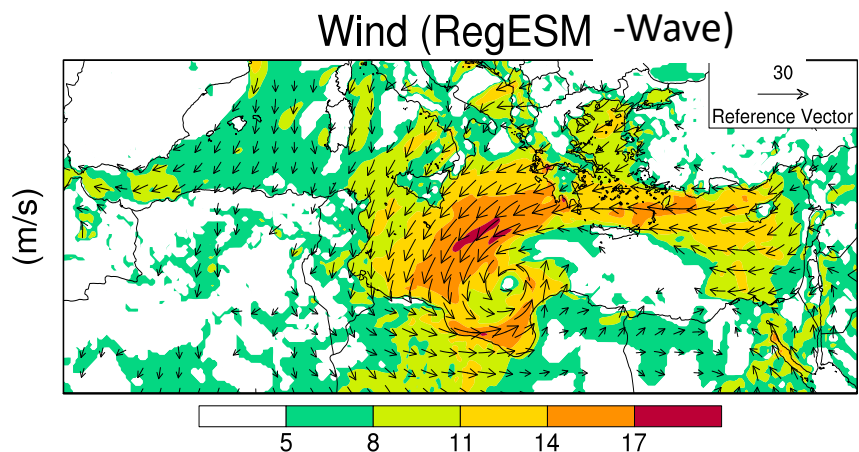 Wind (RegESM -Wave)
30
Reference Vector
(m/s)
5 8 11 14 17